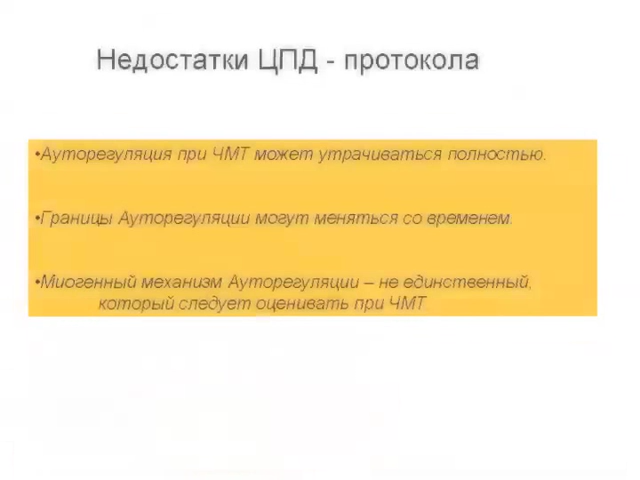 Недостатки ЦПД - протокола
•Ауторегуляция при ЧМТ может утрачиваться полностью.
•Границы Ауторегуляции могут меняться со временем.
•Миогенный механизм Ауторегуляции – не единственный,
который следует оценивать при ЧМТ